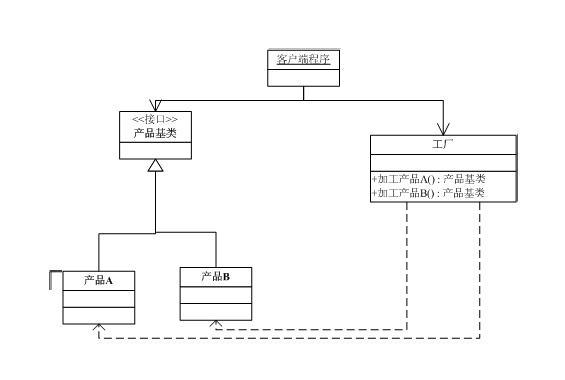 客户端程序
<<接口>>
产品基类
工厂
+加工产品A() : 产品基类
+加工产品B() : 产品基类
产品A
产品B